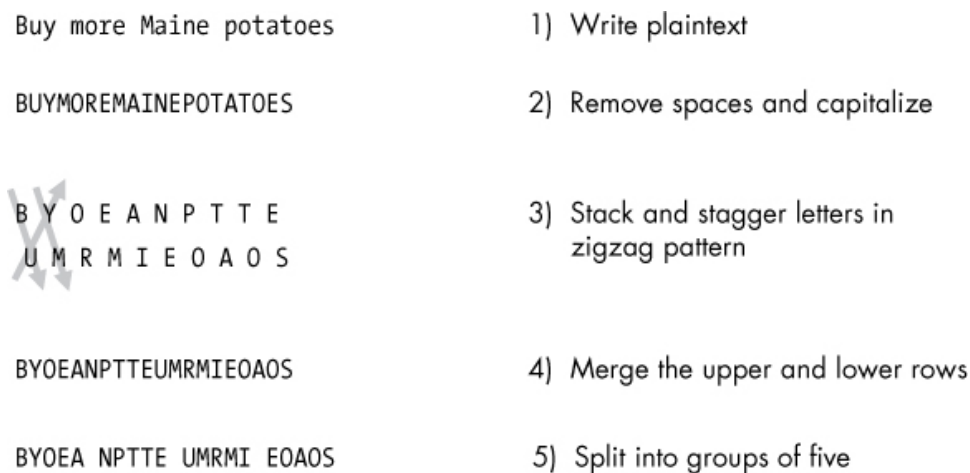 Buy more Maine potatoes 1) Write plaintext
BUYMOREMAINEPOTATOES 2) Remove spaces and capitalize
B Y O E A N P T T E 3) Stack and stagger letters in
U M R M I E O A O S zigzag pattern
BYOEANPTTEUMRMIEOAOS 4) Merge the upper and lower rows
BYOEA NPTTE UMRMI EOAOS 5) Split into groups of five